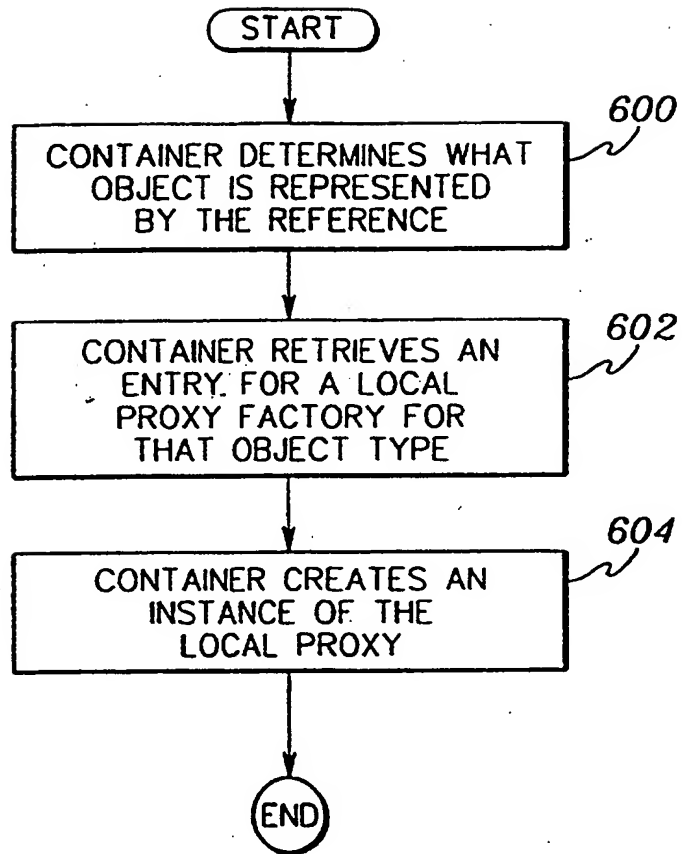 START
600
CONTAINER DETERMINES WHAT
OBJECT IS REPRESENTED
BY THE REFERENCE
602
CONTAINER RETRIEVES AN
ENTRY FOR A LOCAL
PROXY FACTORY FOR
THAT OBJECT TYPE
604
CONTAINER CREATES AN
INSTANCE OF THE
LOCAL PROXY
END